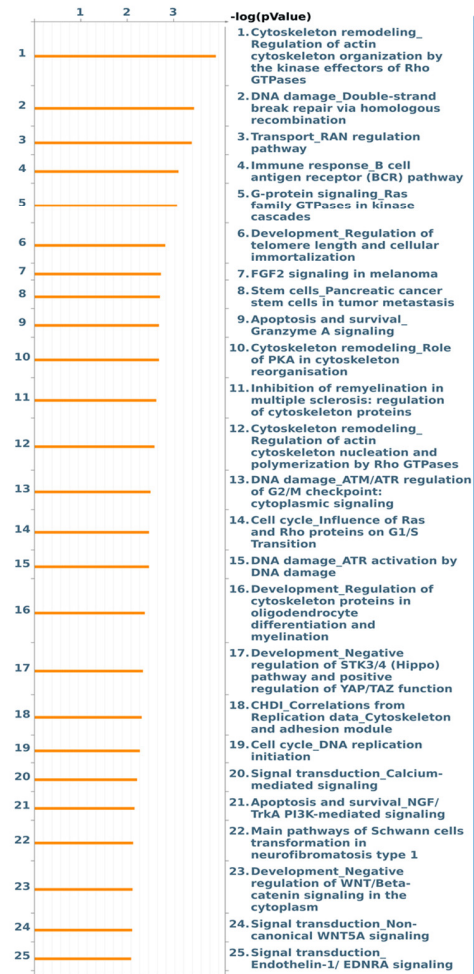 1 2 3 -log(pValue)
1 1.Cytoskeleton remodeling_
Regulation of actin
cytoskeleton organization by
the kinase effectors of Rho
GTPases
2 2.DNA damage_Double-strand
break repair via homologous
recombination
3 3.Transport_RAN regulation
pathway
4 4.Immune response_B cell
antigen receptor (BCR) pathway
5 5.G-protein signaling_Ras
family GTPases in kinase
cascades
6 6.Development_Regulation of
telomere length and cellular
immortalization
7 7.FGF2 signaling in melanoma
8 8.Stem cells_Pancreatic cancer
stem cells in tumor metastasis
9 9.Apoptosis and survival_
Granzyme A signaling
10 10.Cytoskeleton remodeling_Role
of PKA in cytoskeleton
reorganisation
11 11.Inhibition of remyelination in
multiple sclerosis: regulation
of cytoskeleton proteins
12 12.Cytoskeleton remodeling_
Regulation of actin
cytoskeleton nucleation and
polymerization by Rho GTPases
13 13.DNA damage_ATM/ATR regulation
of G2/M checkpoint:
cytoplasmic signaling
14 14.Cell cycle_Influence of Ras
and Rho proteins on G1/S
Transition
15 15.DNA damage_ATR activation by
DNA damage
16 16.Development_Regulation of
cytoskeleton proteins in
oligodendrocyte
differentiation and
myelination
17 17.Development_Negative
regulation of STK3/4 (Hippo)
pathway and positive
regulation of YAP/TAZ function
18 18.CHDI_Correlations from
Replication data_Cytoskeleton
and adhesion module
19 19.Cell cycle_DNA replication
initiation
20 20.Signal transduction_Calcium-
mediated signaling
21 21.Apoptosis and survival_NGF/
TrkA PI3K-mediated signaling
22 22.Main pathways of Schwann cells
transformation in
neurofibromatosis type 1
23 23.Development_Negative
regulation of WNT/Beta-
catenin signaling in the
cytoplasm
24 24.Signal transduction_Non-
canonical WNT5A signaling
25 25.Signal transduction_
Endothelin-1/ EDNRA signaling